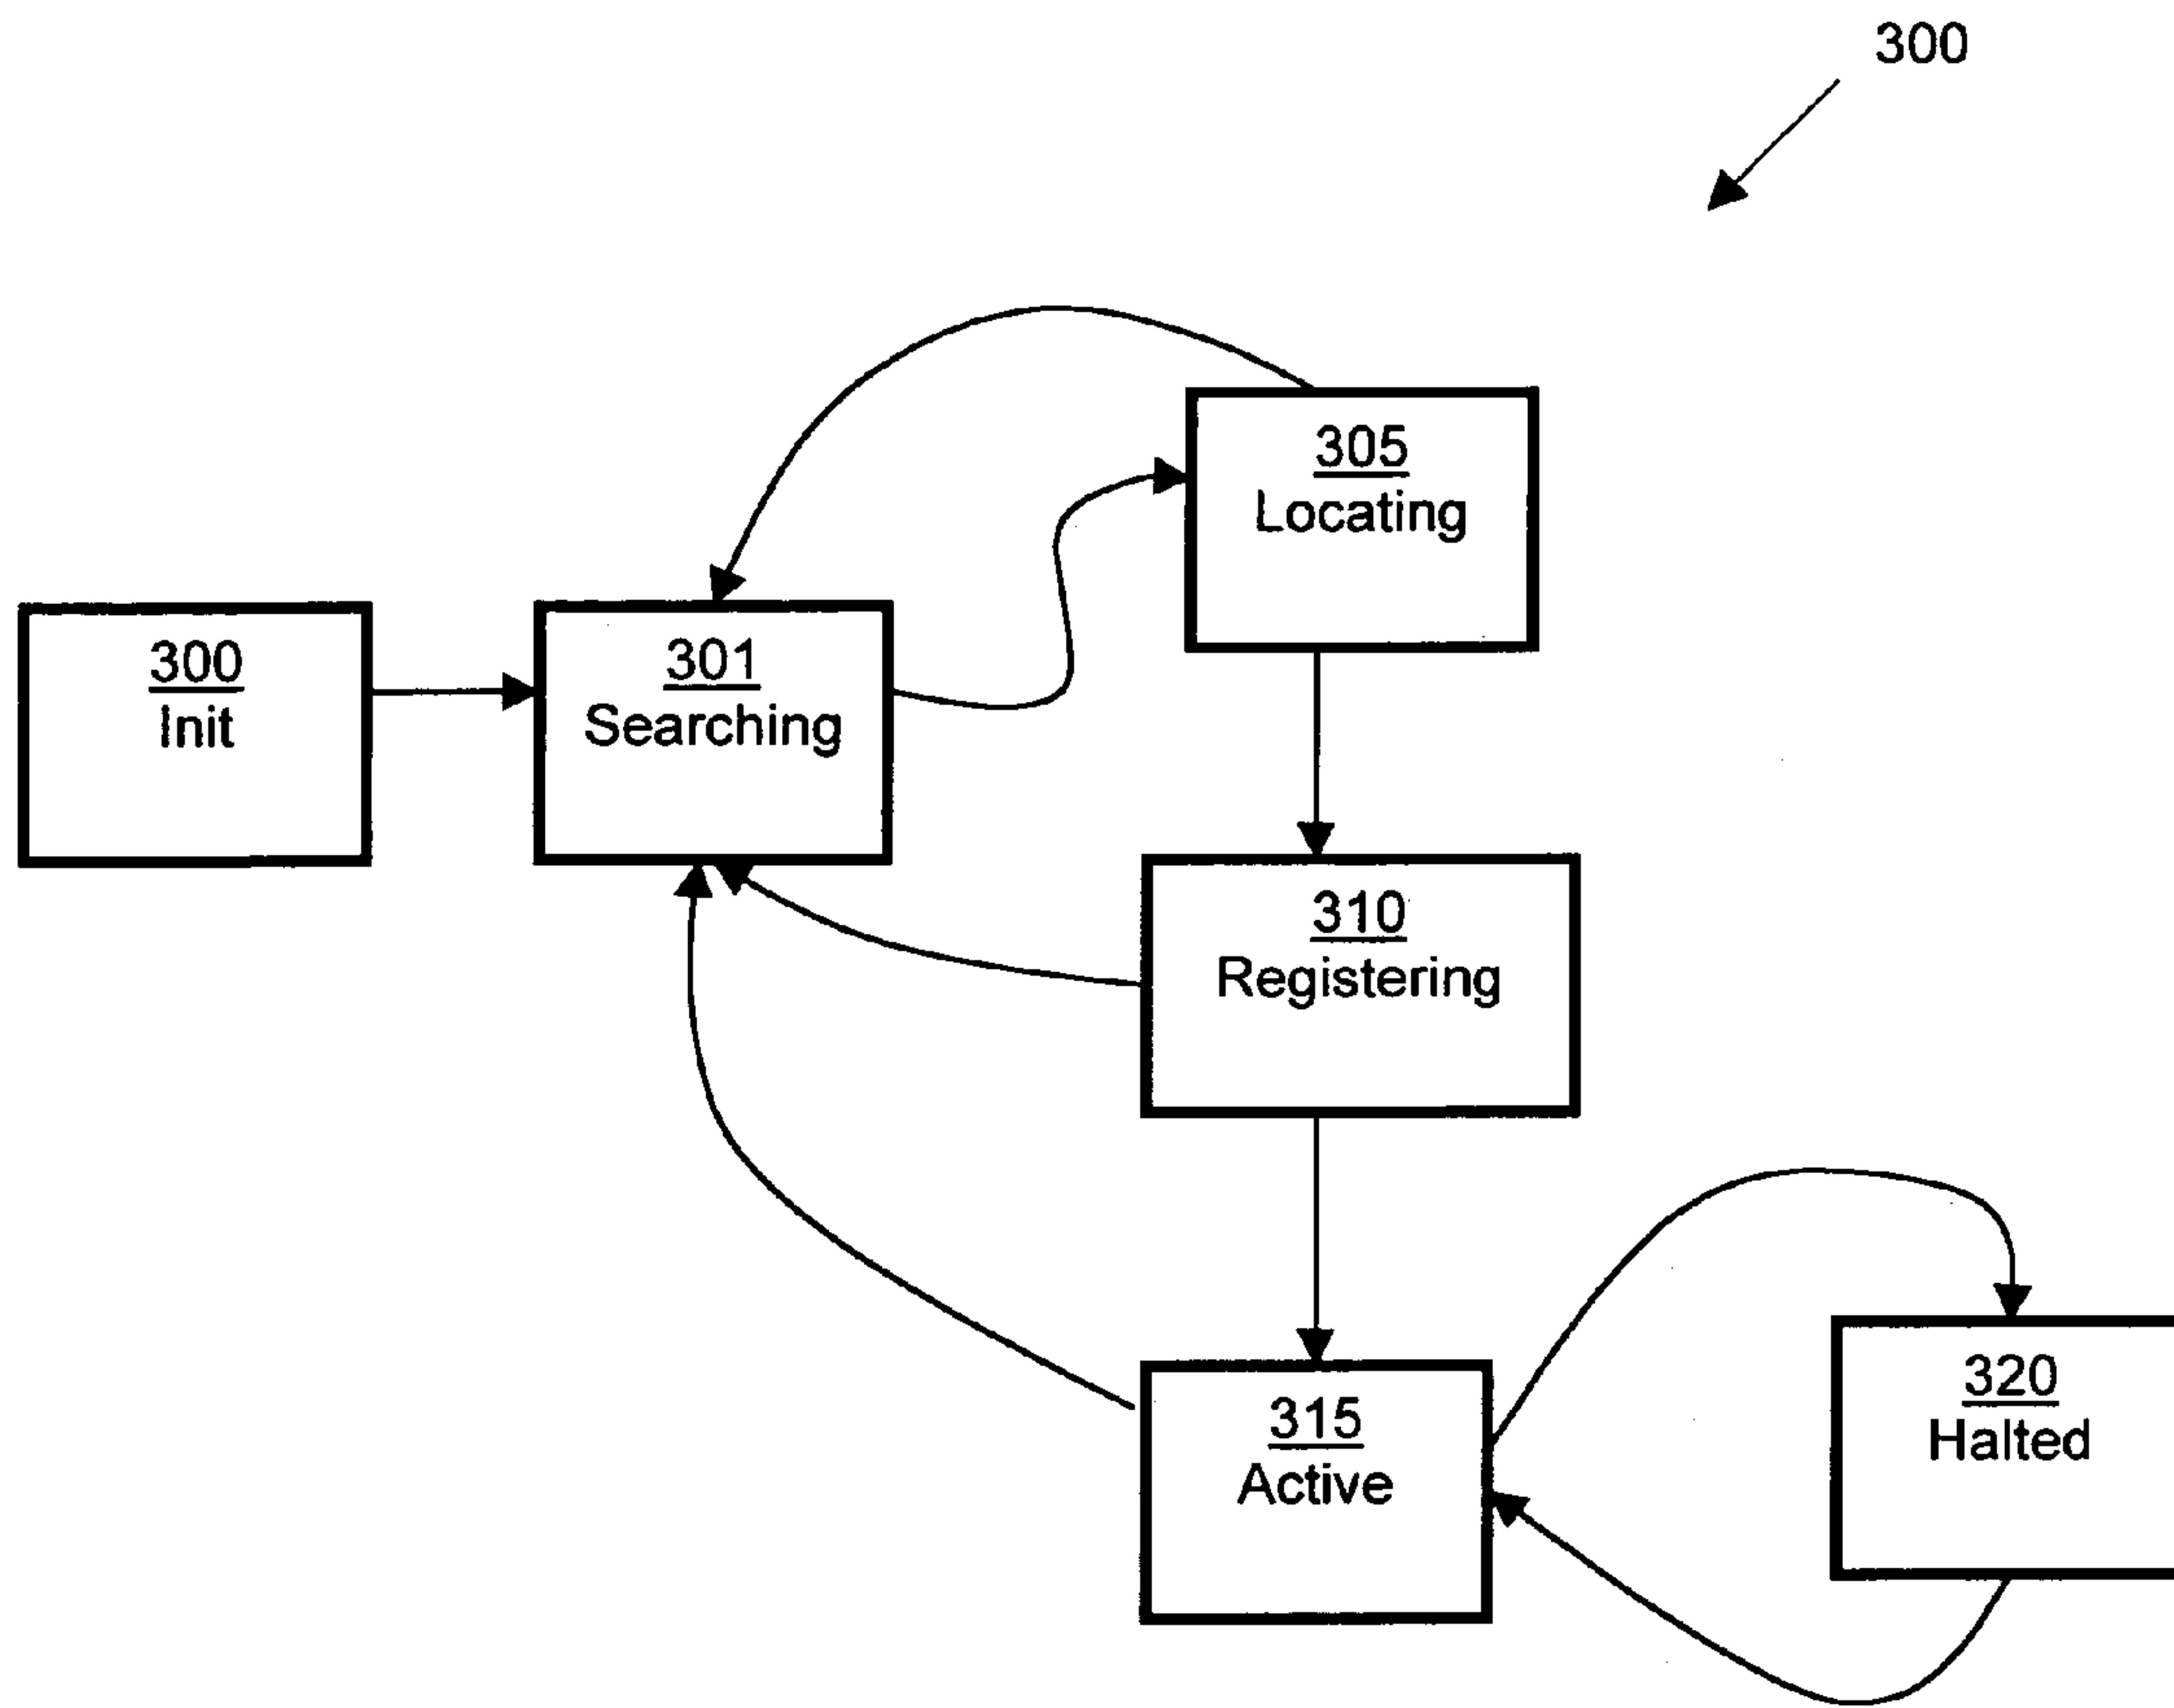 300
305
Locating
300
Init
301
Searching
310
Registering
315
Active
320
Halted